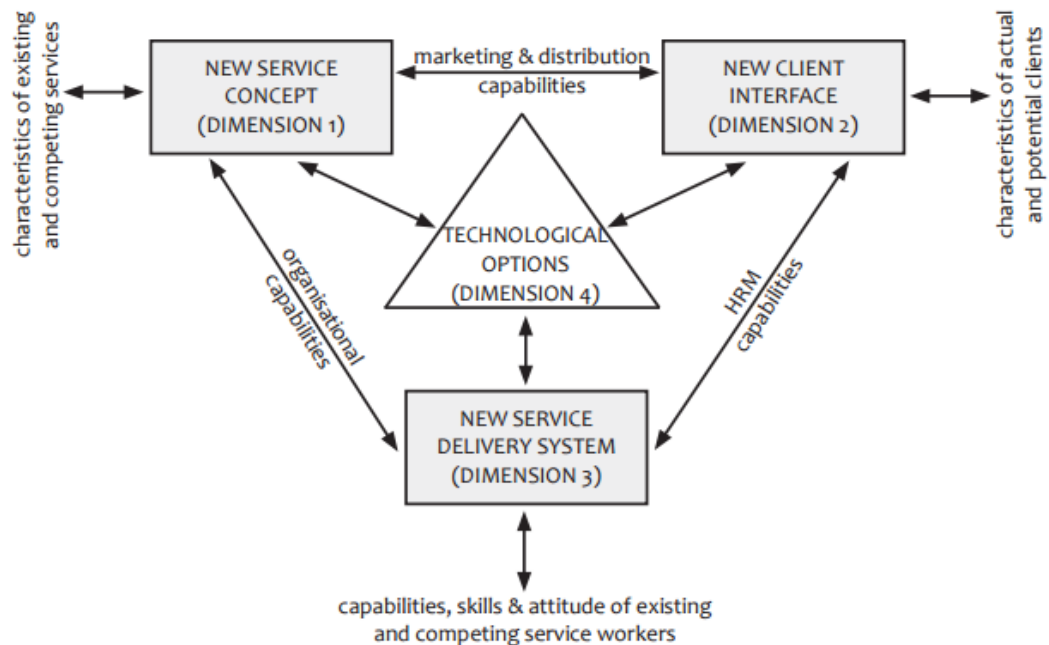 characteristics of existing
and competing services
NEW SERVICE
CONCEPT
(DIMENSION 1)
marketing & distribution
capabilities
NEW CLIENT
INTERFACE
(DIMENSION 2)
characteristics of actual
and potential clients
TECHNOLOGICAL
OPTIONS
(DIMENSION 4)
organisational
capabilities
HRM
capabilities
NEW SERVICE
DELIVERY SYSTEM
(DIMENSION 3)
capabilities, skills & attitude of existing
and competing service workers